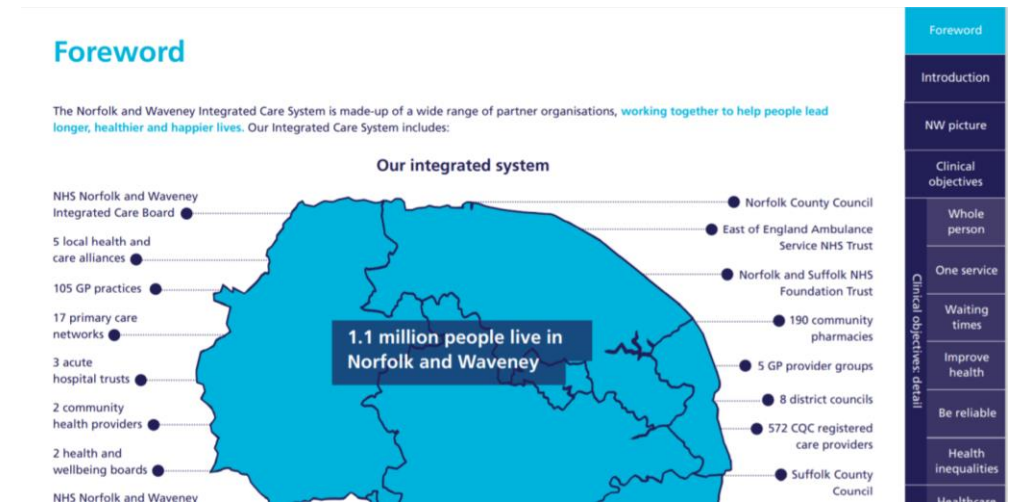 Foreword
The Norfolk and Waveney Integrated Care System is made-up of a wide range of partner organisations, working together to help people lead
longer, healthier and happier lives. Our Integrated Care System includes:
Our integrated system
NHS Norfolk and Waveney
Integrated Care Board
5 local health and
care alliances
105 GP practices
17 primary care
networks
3 acute
hospital trusts
2 community
health providers
2 health and
wellbeing boards
NHS Norfolk and Waveney
1.1 million people live in
Norfolk and Waveney
Norfolk County Council
East of England Ambulance
Service NHS Trust
Norfolk and Suffolk NHS
Foundation Trust
190 community
pharmacies
5 GP provider groups
8 district councils
572 CQC registered
care providers
Suffolk County
Council
Foreword
Introduction
NW picture
Clinical
objectives
Clinical objectives: detail
Whole
person
One service
Waiting
times
Improve
health
Be reliable
Health
inequalities
Healthcare